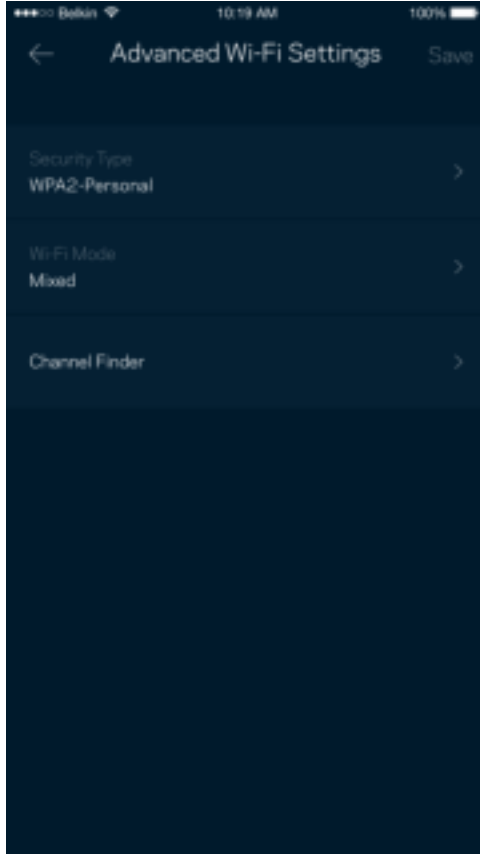 Belkin 10:19 AM 100%
Advanced Wi-Fi Settings Save
Security Type
WPA2-Personal
Wi-Fi Mode
Mixed
Channel Finder